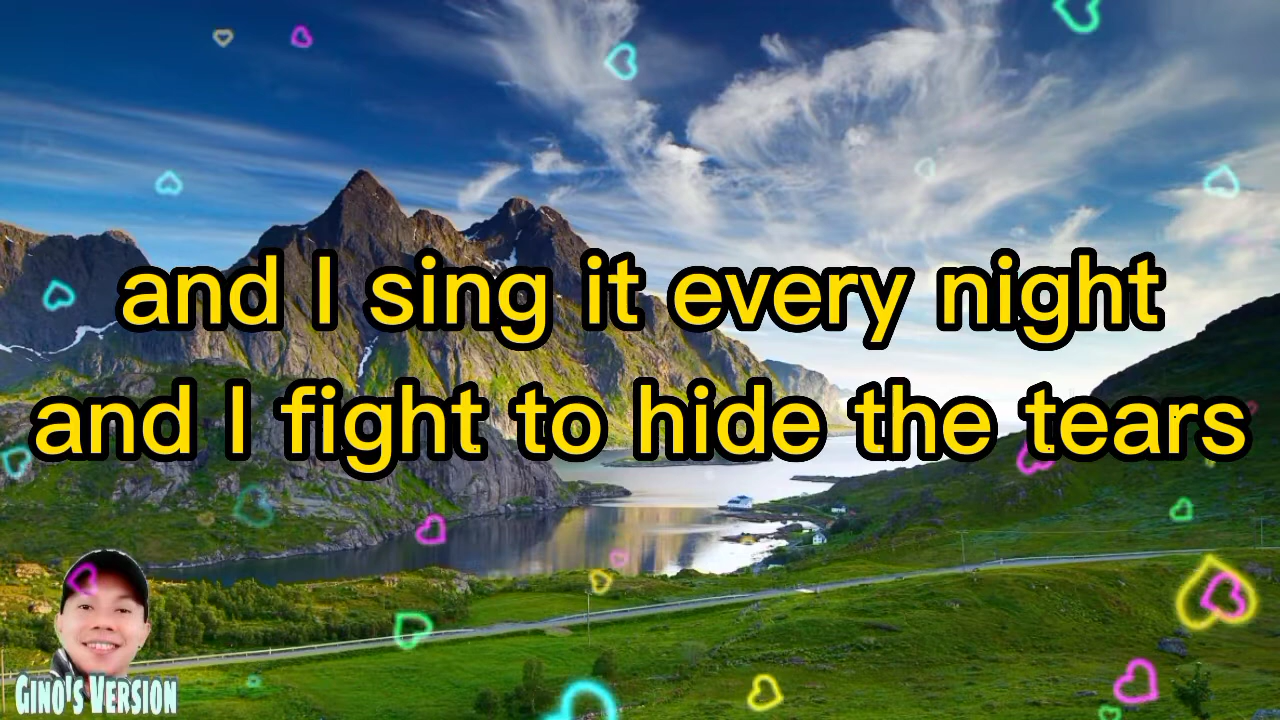 and I sing it every night
and I fight to hide the tears
Gino's Version